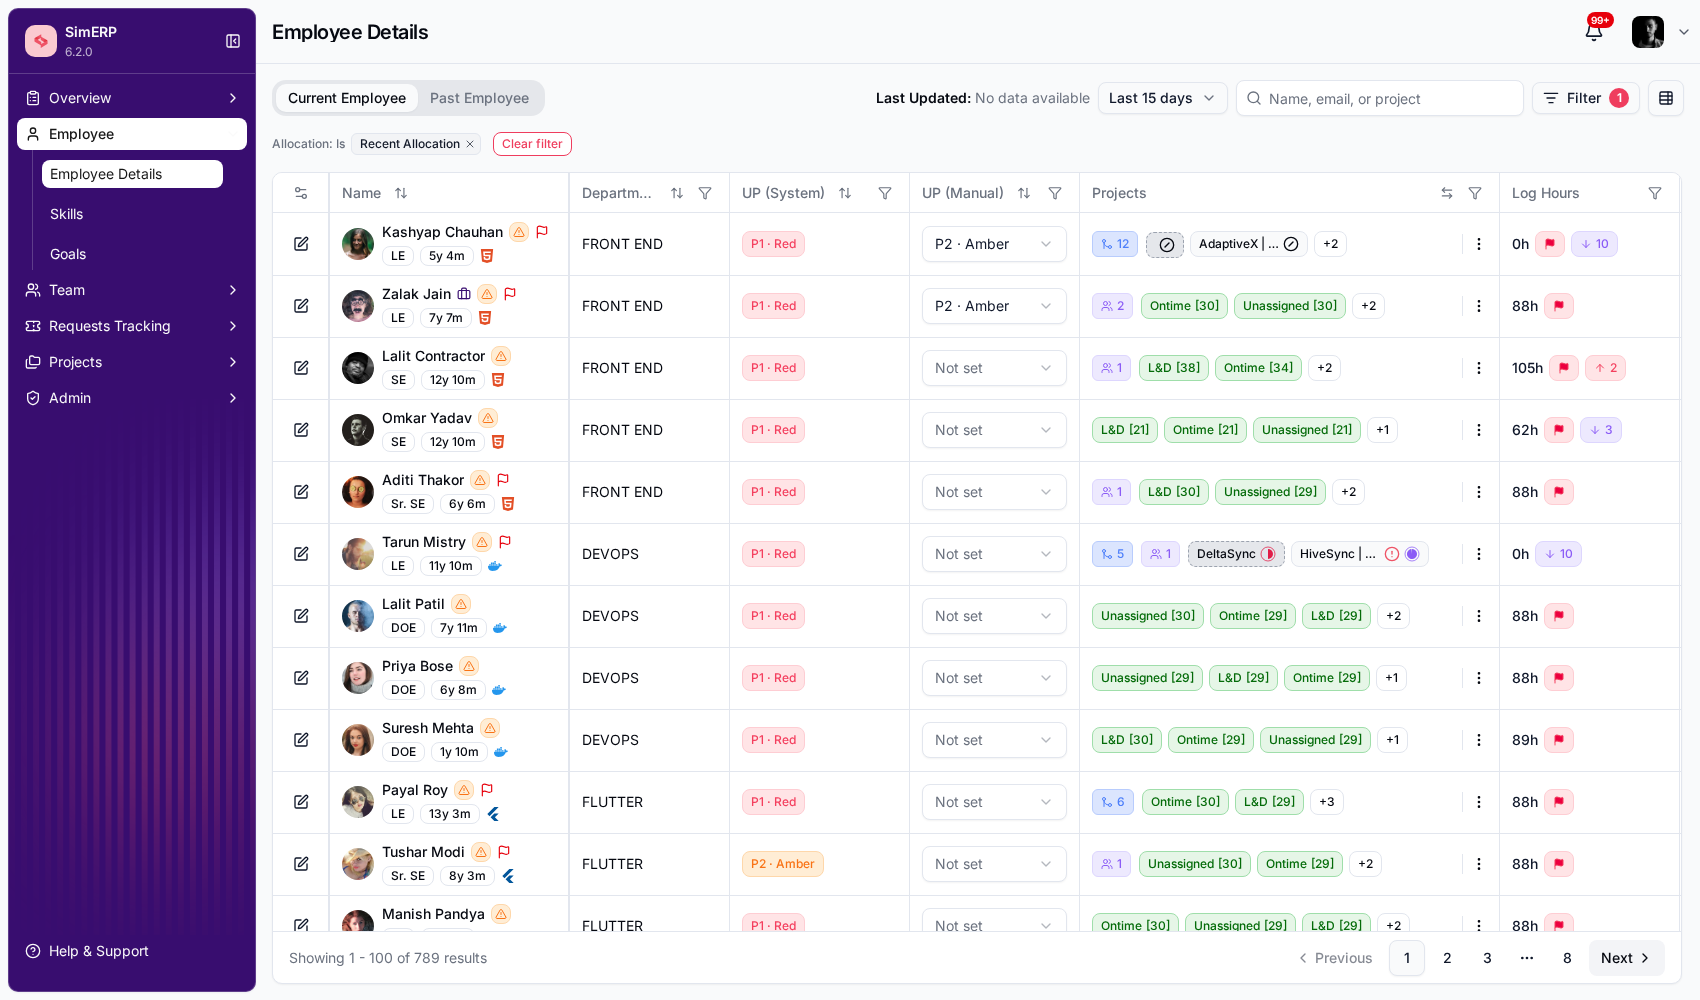 SimERP
6.2.0
Overview
Employee
Employee Details
Skills
Goals
Team
Requests Tracking
Projects
Admin
Help & Support
Employee Details
99+
Current Employee
Past Employee
Last Updated: No data available
Last 15 days
Name, email, or project
Filter 1
Allocation: Is Recent Allocation
Clear filter
Name Departm... UP (System) UP (Manual) Projects Log Hours
Kashyap Chauhan
LE 5y 4m
FRONT END P1 · Red P2 · Amber 12 AdaptiveX | ... +2 0h 10
Zalak Jain
LE 7y 7m
FRONT END P1 · Red P2 · Amber 2 Ontime [30] Unassigned [30] +2 88h
Lalit Contractor
SE 12y 10m
FRONT END P1 · Red Not set 1 L&D [38] Ontime [34] +2 105h 2
Omkar Yadav
SE 12y 10m
FRONT END P1 · Red Not set L&D [21] Ontime [21] Unassigned [21] +1 62h 3
Aditi Thakor
Sr. SE 6y 6m
FRONT END P1 · Red Not set 1 L&D [30] Unassigned [29] +2 88h
Tarun Mistry
LE 11y 10m
DEVOPS P1 · Red Not set 5 1 DeltaSync HiveSync | ... 0h 10
Lalit Patil
DOE 7y 11m
DEVOPS P1 · Red Not set Unassigned [30] Ontime [29] L&D [29] +2 88h
Priya Bose
DOE 6y 8m
DEVOPS P1 · Red Not set Unassigned [29] L&D [29] Ontime [29] +1 88h
Suresh Mehta
DOE 1y 10m
DEVOPS P1 · Red Not set L&D [30] Ontime [29] Unassigned [29] +1 89h
Payal Roy
LE 13y 3m
FLUTTER P1 · Red Not set 6 Ontime [30] L&D [29] +3 88h
Tushar Modi
Sr. SE 8y 3m
FLUTTER P2 · Amber Not set 1 Unassigned [30] Ontime [29] +2 88h
Manish Pandya
FLUTTER P1 · Red Not set Ontime [30] Unassigned [29] L&D [29] +2 88h
Showing 1 - 100 of 789 results
Previous 1 2 3 ··· 8 Next